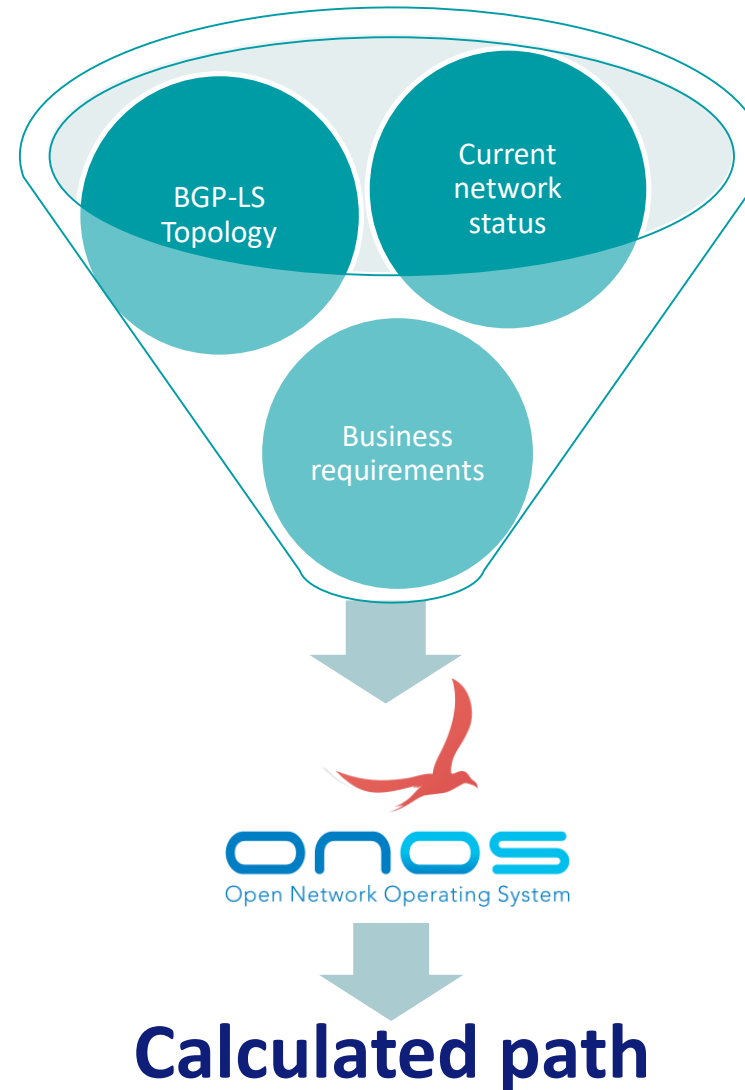 BGP-LS
Topology
Current
network
status
Business
requirements
onos
Open Network Operating System
Calculated path